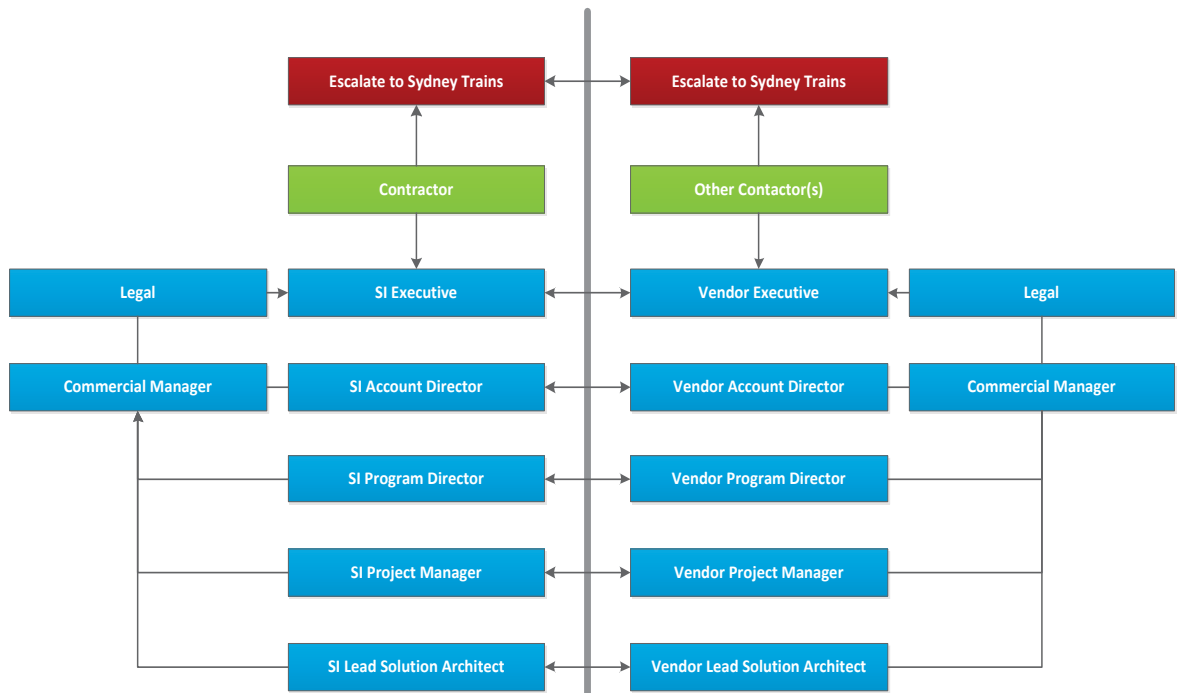 Escalate to Sydney Trains
Escalate to Sydney Trains
Contractor
Other Contactor(s)
Legal
SI Executive
Vendor Executive
Legal
Commercial Manager
SI Account Director
Vendor Account Director
Commercial Manager
SI Program Director
Vendor Program Director
SI Project Manager
Vendor Project Manager
SI Lead Solution Architect
Vendor Lead Solution Architect